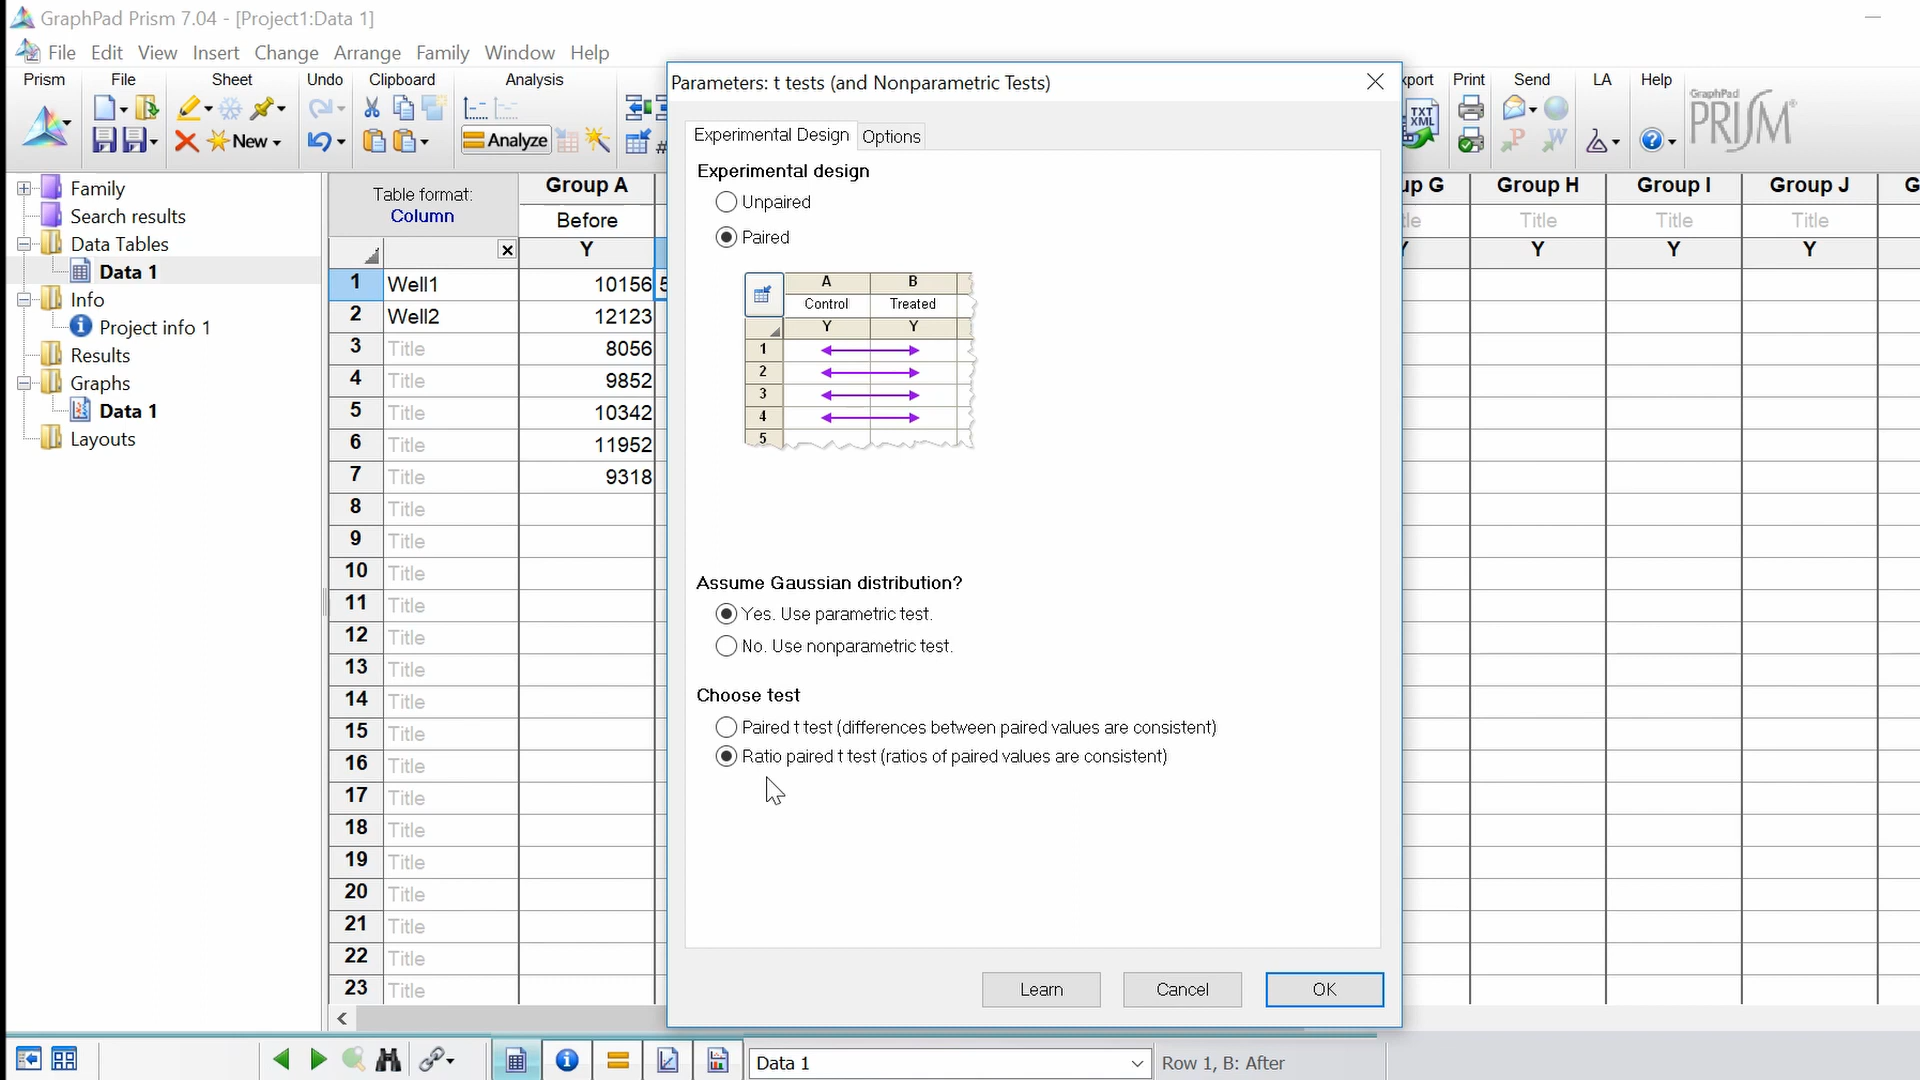 GraphPad Prism 7.04 - [Project1:Data 1]
File Edit View Insert Change Arrange Family Window Help
Prism File Sheet Undo Clipboard Analysis
Print Send LA Help
New
Analyze
TXT XML
GraphPad
PRISM
Family
Search results
Data Tables
Data 1
Info
Project info 1
Results
Graphs
Data 1
Layouts
Table format:
Column
Group A
Before
Y
1 Well1 10156
2 Well2 12123
3 Title 8056
4 Title 9852
5 Title 10342
6 Title 11952
7 Title 9318
8 Title
9 Title
10 Title
11 Title
12 Title
13 Title
14 Title
15 Title
16 Title
17 Title
18 Title
19 Title
20 Title
21 Title
22 Title
23 Title
Parameters: t tests (and Nonparametric Tests)
Experimental Design Options
Experimental design
Unpaired
Paired
A B
Control Treated
Y Y
1
2
3
4
5
Assume Gaussian distribution?
Yes. Use parametric test.
No. Use nonparametric test.
Choose test
Paired t test (differences between paired values are consistent)
Ratio paired t test (ratios of paired values are consistent)
Learn Cancel OK
Group H Group I Group J
Title Title Title
Y Y Y
Data 1
Row 1, B: After